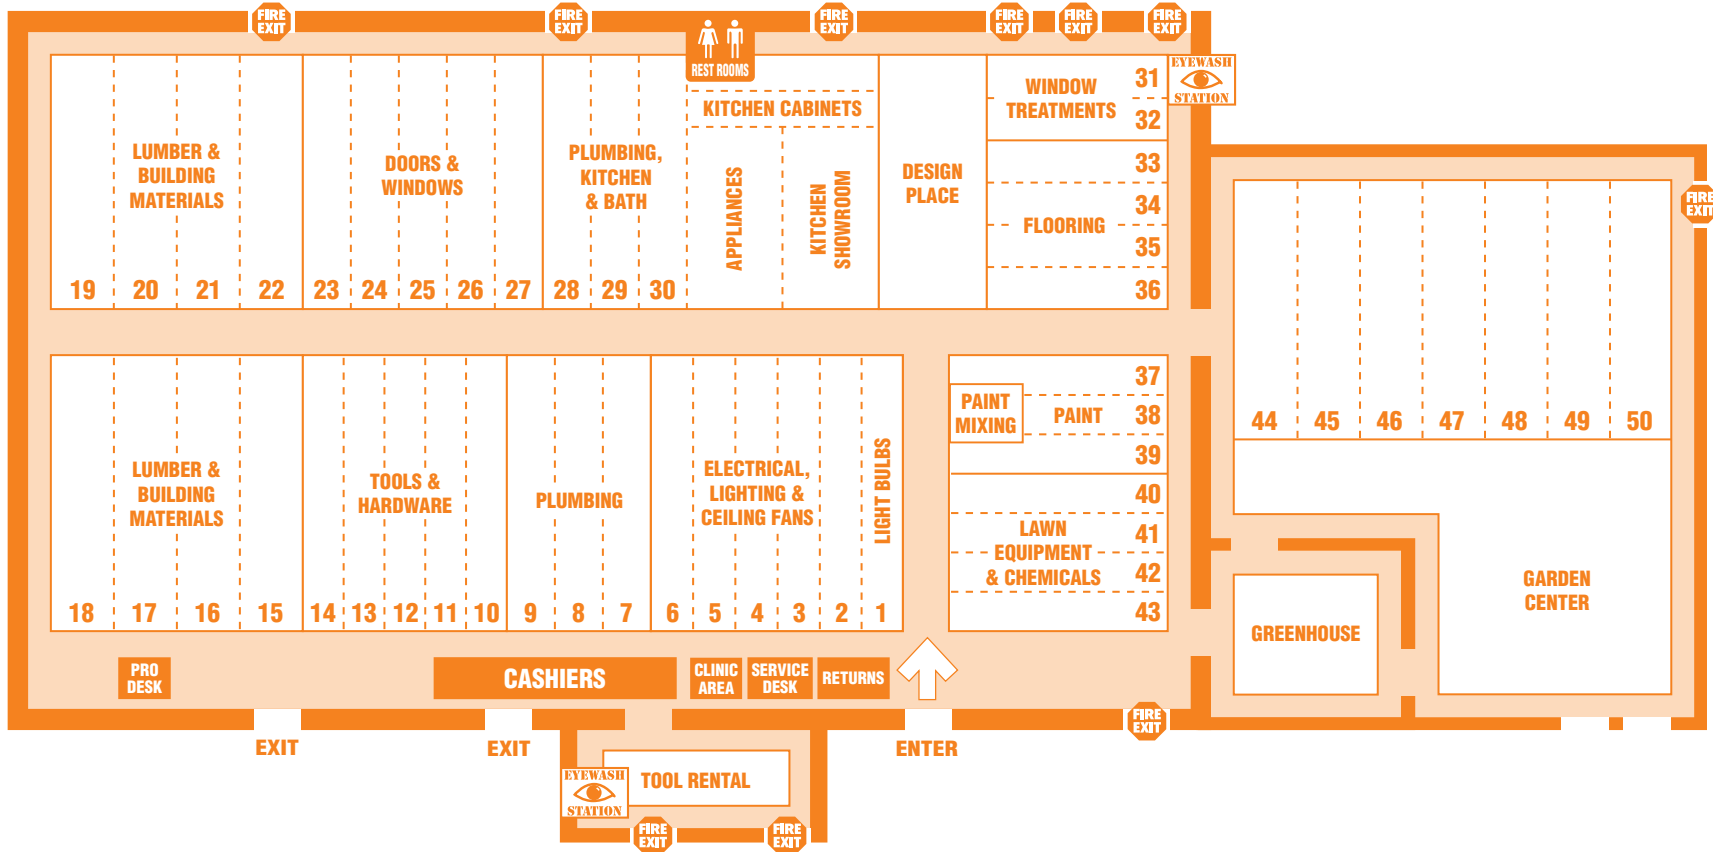 FIRE
EXIT
FIRE
EXIT
FIRE
EXIT
FIRE
EXIT
FIRE
EXIT
FIRE
EXIT
REST ROOMS
EYEWASH
STATION
LUMBER &
BUILDING
MATERIALS
19 20 21 22
DOORS &
WINDOWS
23 24 25 26 27
PLUMBING,
KITCHEN
& BATH
28 29 30
KITCHEN CABINETS
APPLIANCES
KITCHEN
SHOWROOM
DESIGN
PLACE
WINDOW
TREATMENTS
31
32
33
34
FLOORING
35
36
FIRE
EXIT
44 45 46 47 48 49 50
LUMBER &
BUILDING
MATERIALS
18 17 16 15
TOOLS &
HARDWARE
14 13 12 11 10
PLUMBING
9 8 7
ELECTRICAL,
LIGHTING &
CEILING FANS
LIGHT BULBS
6 5 4 3 2 1
37
PAINT
MIXING
PAINT
38
39
40
LAWN
EQUIPMENT
& CHEMICALS
41
42
43
GARDEN
CENTER
GREENHOUSE
PRO
DESK
CASHIERS
CLINIC
AREA
SERVICE
DESK
RETURNS
FIRE
EXIT
EXIT
EXIT
ENTER
EYEWASH
STATION
TOOL RENTAL
FIRE
EXIT
FIRE
EXIT